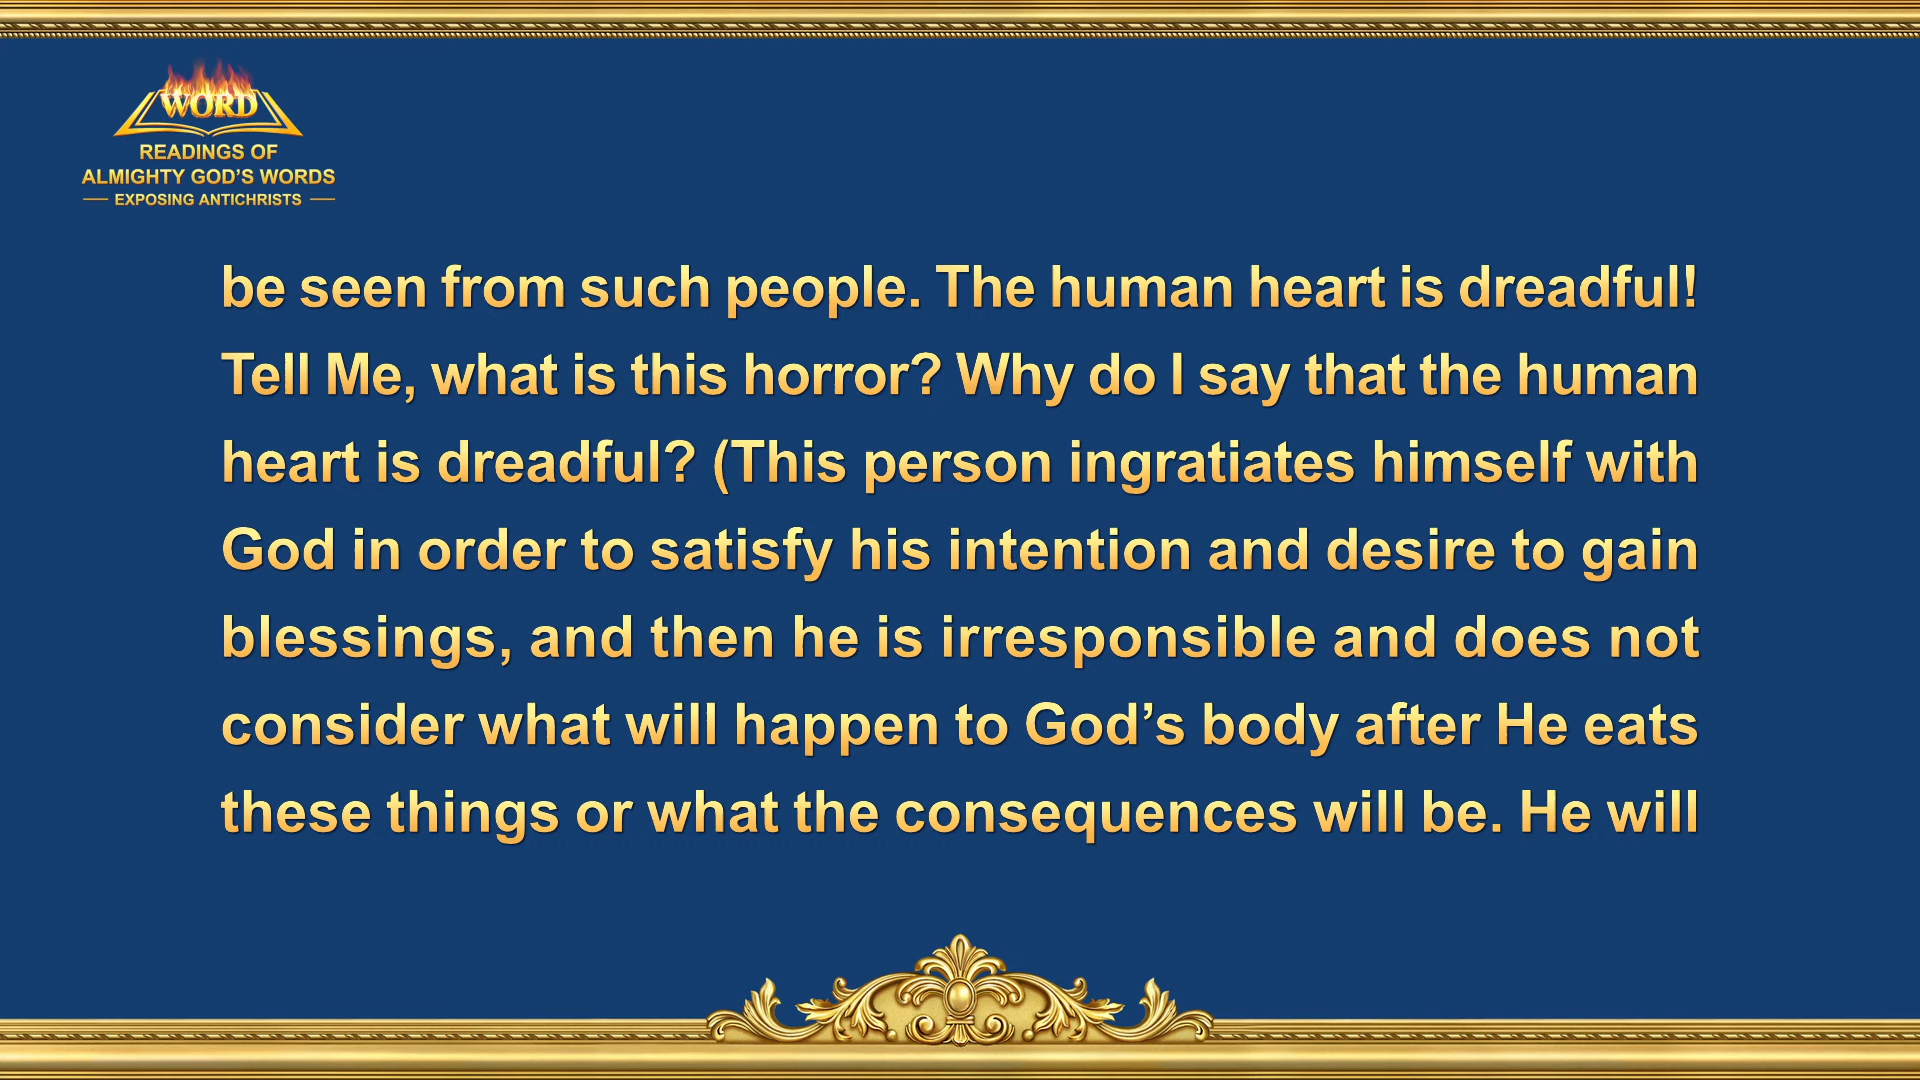 WORD
READINGS OF
ALMIGHTY GOD'S WORDS
EXPOSING ANTICHRISTS
be seen from such people. The human heart is dreadful!
Tell Me, what is this horror? Why do I say that the human
heart is dreadful? (This person ingratiates himself with
God in order to satisfy his intention and desire to gain
blessings, and then he is irresponsible and does not
consider what will happen to God’s body after He eats
these things or what the consequences will be. He will